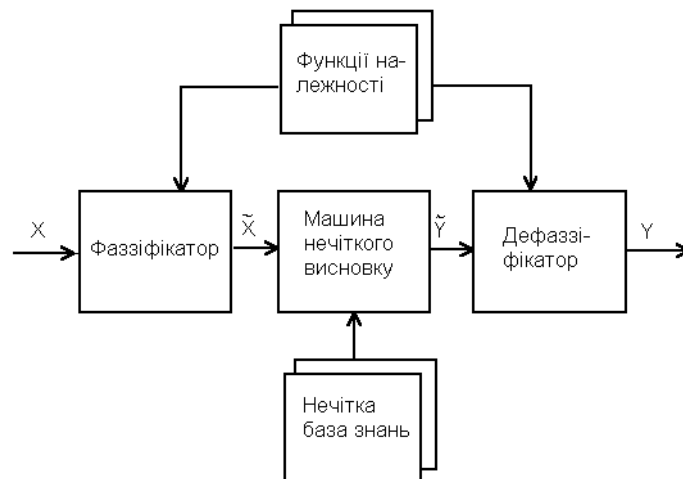 Функції на-
лежності
X
Фаззіфікатор
X̃
Машина
нечіткого
висновку
Ỹ
Дефаззі-
фікатор
Y
Нечітка
база знань